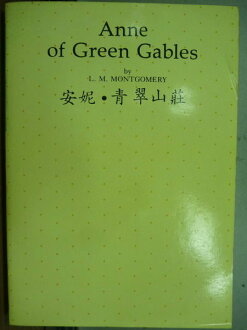 Anne
of Green Gables
by
L. M. MONTGOMERY
安妮•青翠山莊